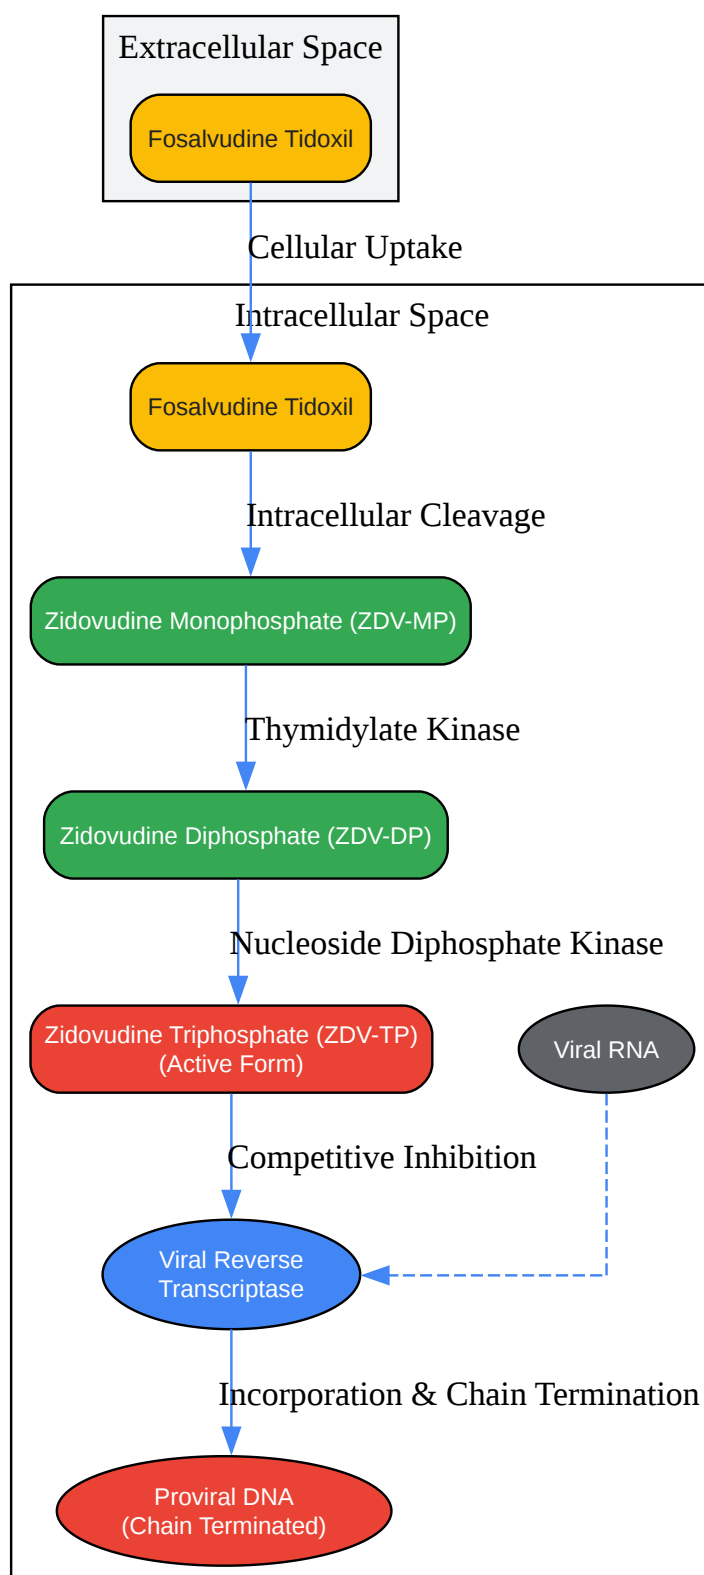 Extracellular Space
Fosalvudine Tidoxil
Cellular Uptake
Intracellular Space
Fosalvudine Tidoxil
Intracellular Cleavage
Zidovudine Monophosphate (ZDV-MP)
Thymidylate Kinase
Zidovudine Diphosphate (ZDV-DP)
Nucleoside Diphosphate Kinase
Zidovudine Triphosphate (ZDV-TP)
(Active Form)
Viral RNA
Competitive Inhibition
Viral Reverse
Transcriptase
Incorporation & Chain Termination
Proviral DNA
(Chain Terminated)